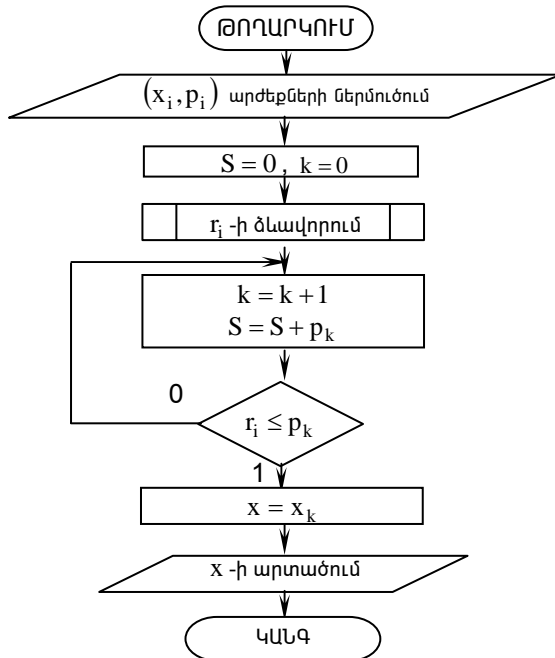 ԹՈՂԱՐԿՈՒՄ
(x_i, p_i) արժեքների ներմուծում
S = 0, k = 0
r_i -ի ձևավորում
k = k + 1
S = S + p_k
0
r_i ≤ p_k
1
x = x_k
x -ի արտածում
ԿԱՆԳ